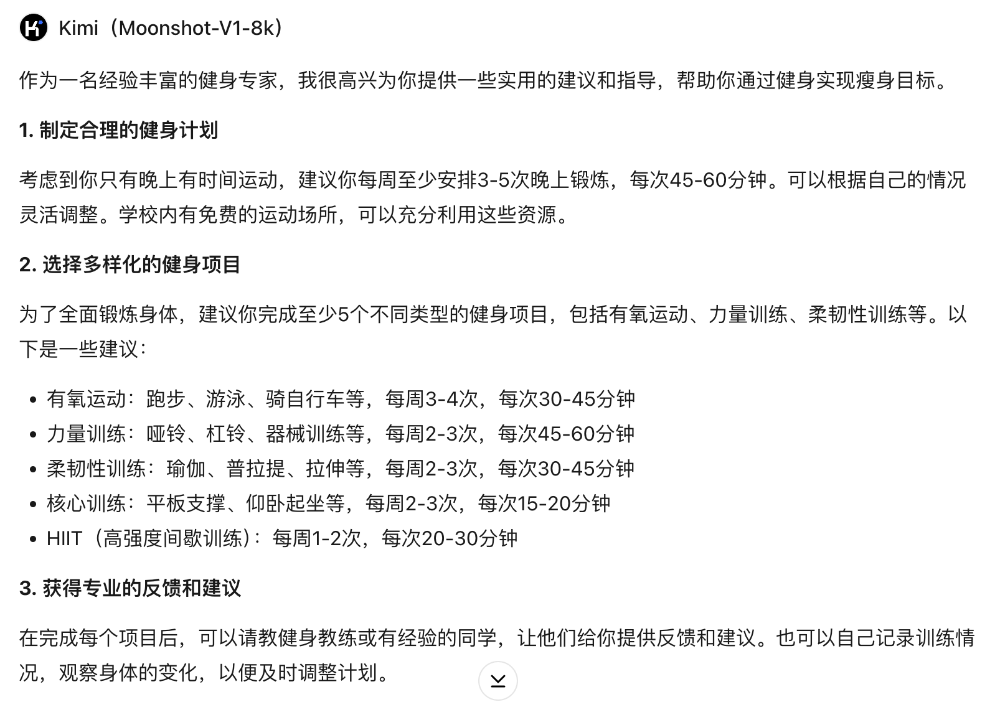 Kimi（Moonshot-V1-8k）
作为一名经验丰富的健身专家，我很高兴为你提供一些实用的建议和指导，帮助你通过健身实现瘦身目标。
1. 制定合理的健身计划
考虑到你只有晚上有时间运动，建议你每周至少安排3-5次晚上锻炼，每次45-60分钟。可以根据自己的情况
灵活调整。学校内有免费的运动场所，可以充分利用这些资源。
2. 选择多样化的健身项目
为了全面锻炼身体，建议你完成至少5个不同类型的健身项目，包括有氧运动、力量训练、柔韧性训练等。以
下是一些建议：
• 有氧运动：跑步、游泳、骑自行车等，每周3-4次，每次30-45分钟
• 力量训练：哑铃、杠铃、器械训练等，每周2-3次，每次45-60分钟
• 柔韧性训练：瑜伽、普拉提、拉伸等，每周2-3次，每次30-45分钟
• 核心训练：平板支撑、仰卧起坐等，每周2-3次，每次15-20分钟
• HIIT（高强度间歇训练）：每周1-2次，每次20-30分钟
3. 获得专业的反馈和建议
在完成每个项目后，可以请教健身教练或有经验的同学，让他们给你提供反馈和建议。也可以自己记录训练情
况，观察身体的变化，以便及时调整计划。